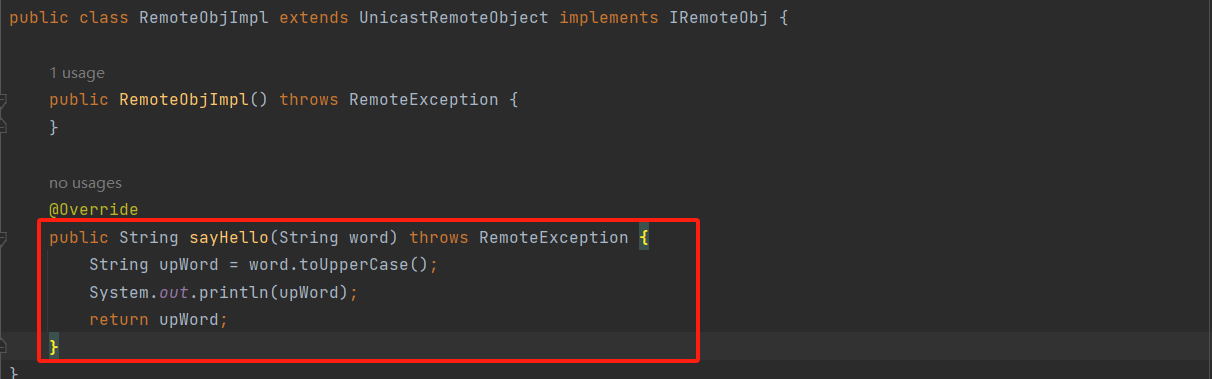 public class RemoteObjImpl extends UnicastRemoteObject implements IRemoteObj {
1 usage
public RemoteObjImpl() throws RemoteException {
}
no usages
@Override
public String sayHello(String word) throws RemoteException {
String upWord = word.toUpperCase();
System.out.println(upWord);
return upWord;
}
}